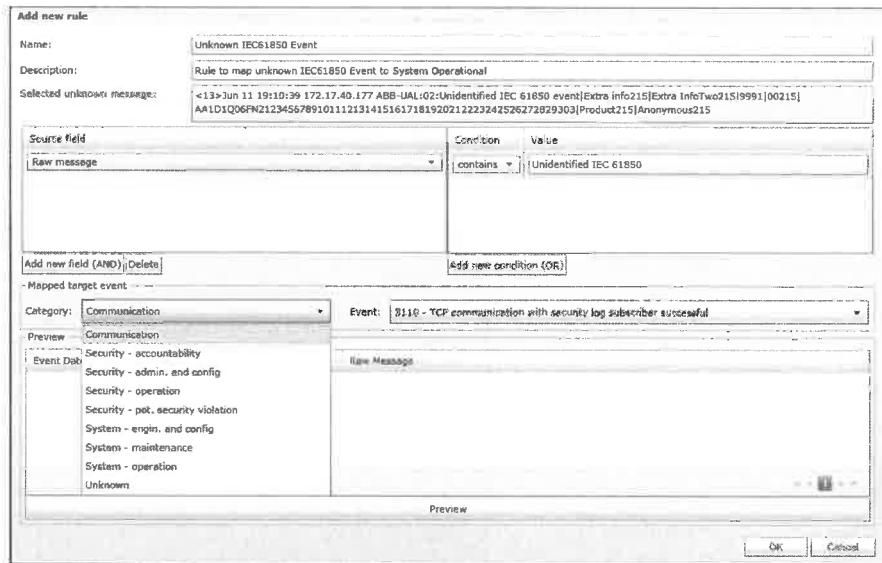 Add new rule
Name: Unknown IEC61850 Event
Description: Rule to map unknown IEC61850 Event to System Operational
Selected unknown message: <13>Jun 11 19:10:39 172.17.40.177 ABB-UAL:02:Unidentified IEC 61850 event|Extra info215|Extra InfoTwo215|9991|00215|
AA1D1Q06FN2123456789101112131415161718192021222324252627282930 3|Product215|Anonymous215
Source field Condition Value
Raw message contains Unidentified IEC 61850
Add new field (AND) Delete Add new condition (OR)
Mapped target event
Category: Communication Event: 8110 - TCP communication with security log subscriber successful
Communication
Preview
Security - accountability
Event Date Raw Message
Security - admin. and config
Security - operation
Security - pot. security violation
System - engin. and config
System - maintenance
System - operation
Unknown
1
Preview
OK Cancel